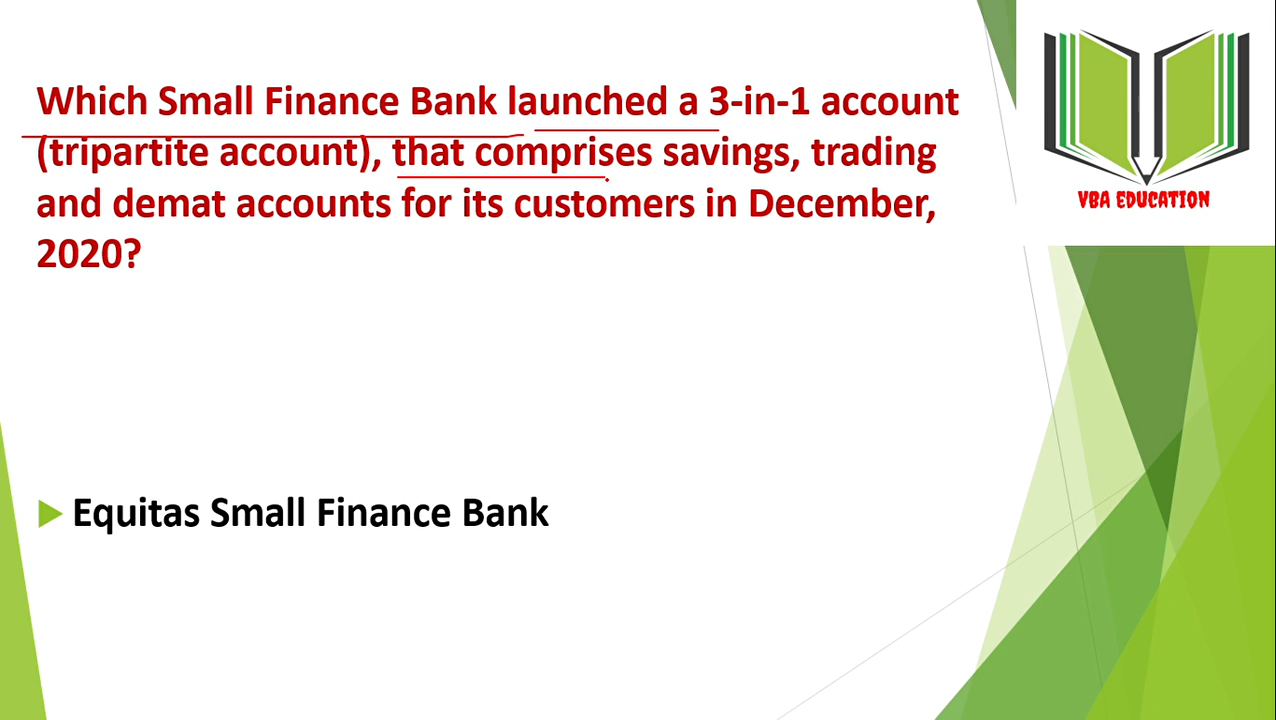 Which Small Finance Bank launched a 3-in-1 account
(tripartite account), that comprises savings, trading
and demat accounts for its customers in December,
2020?
VBA EDUCATION
Equitas Small Finance Bank